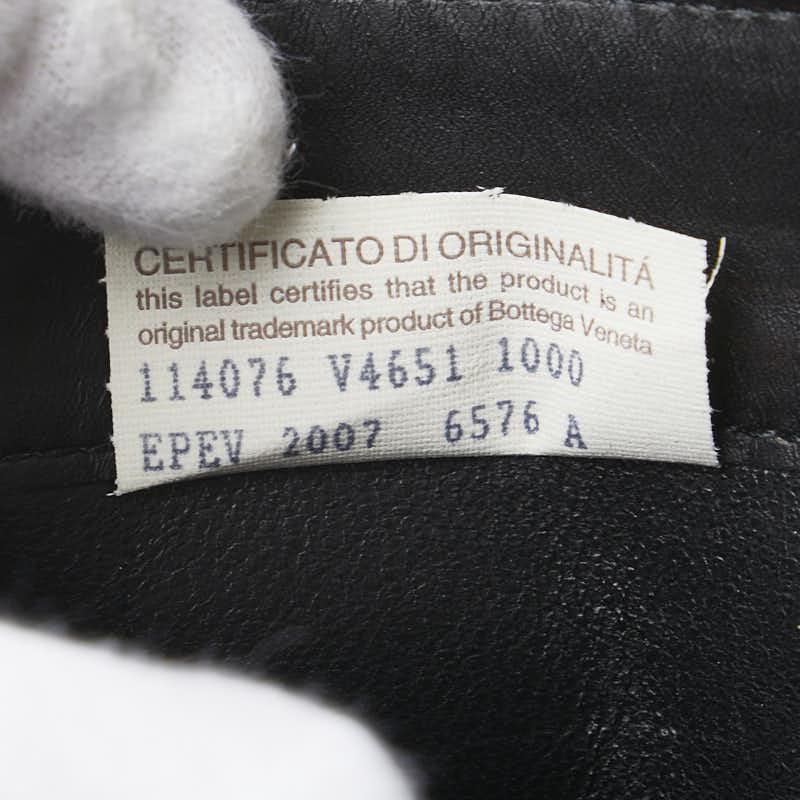 CERTIFICATO DI ORIGINALITÁ
this label certifies that the product is an
original trademark product of Bottega Veneta
114076 V4651 1000
EPEV 2007 6576 A